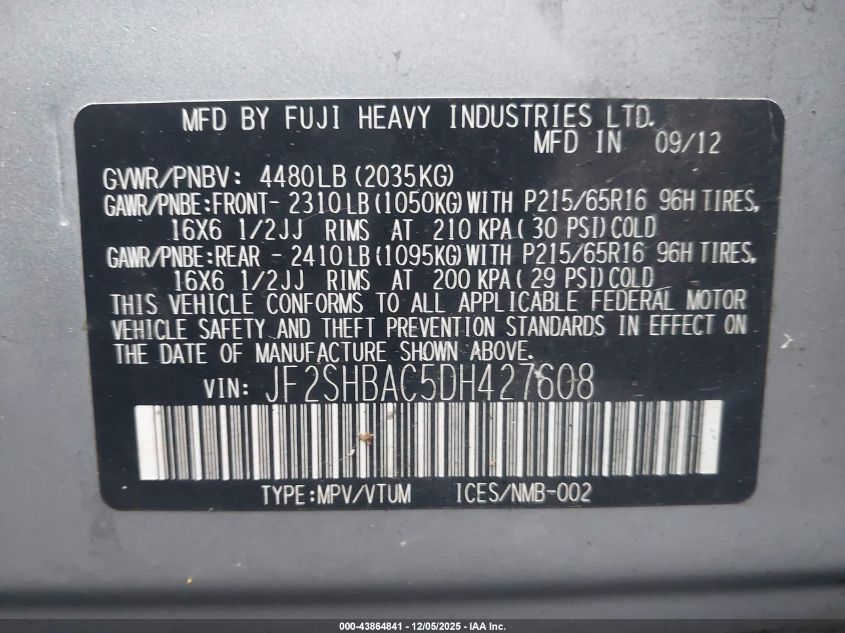 MFD BY FUJI HEAVY INDUSTRIES LTD.
MFD IN 09/12
GVWR/PNBV: 4480LB (2035KG)
GAWR/PNBE:FRONT- 2310LB(1050KG)WITH P215/65R16 96H TIRES,
16X6 1/2JJ RIMS AT 210 KPA( 30 PSI)COLD
GAWR/PNBE:REAR - 2410LB(1095KG)WITH P215/65R16 96H TIRES,
16X6 1/2JJ RIMS AT 200 KPA(29 PSI)COLD
THIS VEHICLE CONFORMS TO ALL APPLICABLE FEDERAL MOTOR
VEHICLE SAFETY AND THEFT PREVENTION STANDARDS IN EFFECT ON
THE DATE OF MANUFACTURE SHOWN ABOVE.
VIN: JF2SHBAC5DH427608
TYPE:MPV/VTUM ICES/NMB-002
000-43864841 - 12/05/2025 - IAA Inc.